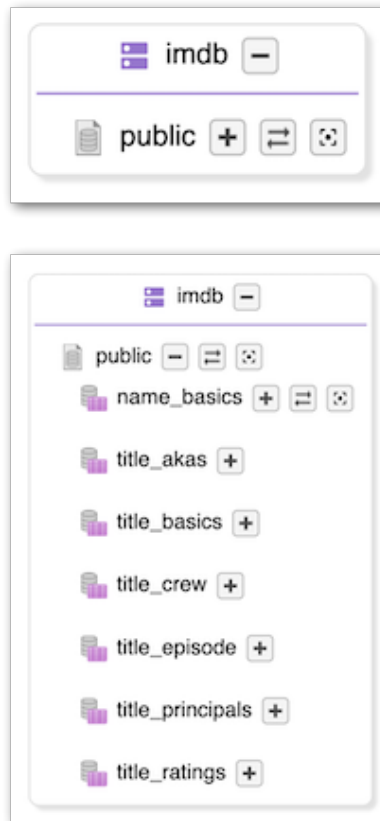 imdb
public
imdb
public
name_basics
title_akas
title_basics
title_crew
title_episode
title_principals
title_ratings